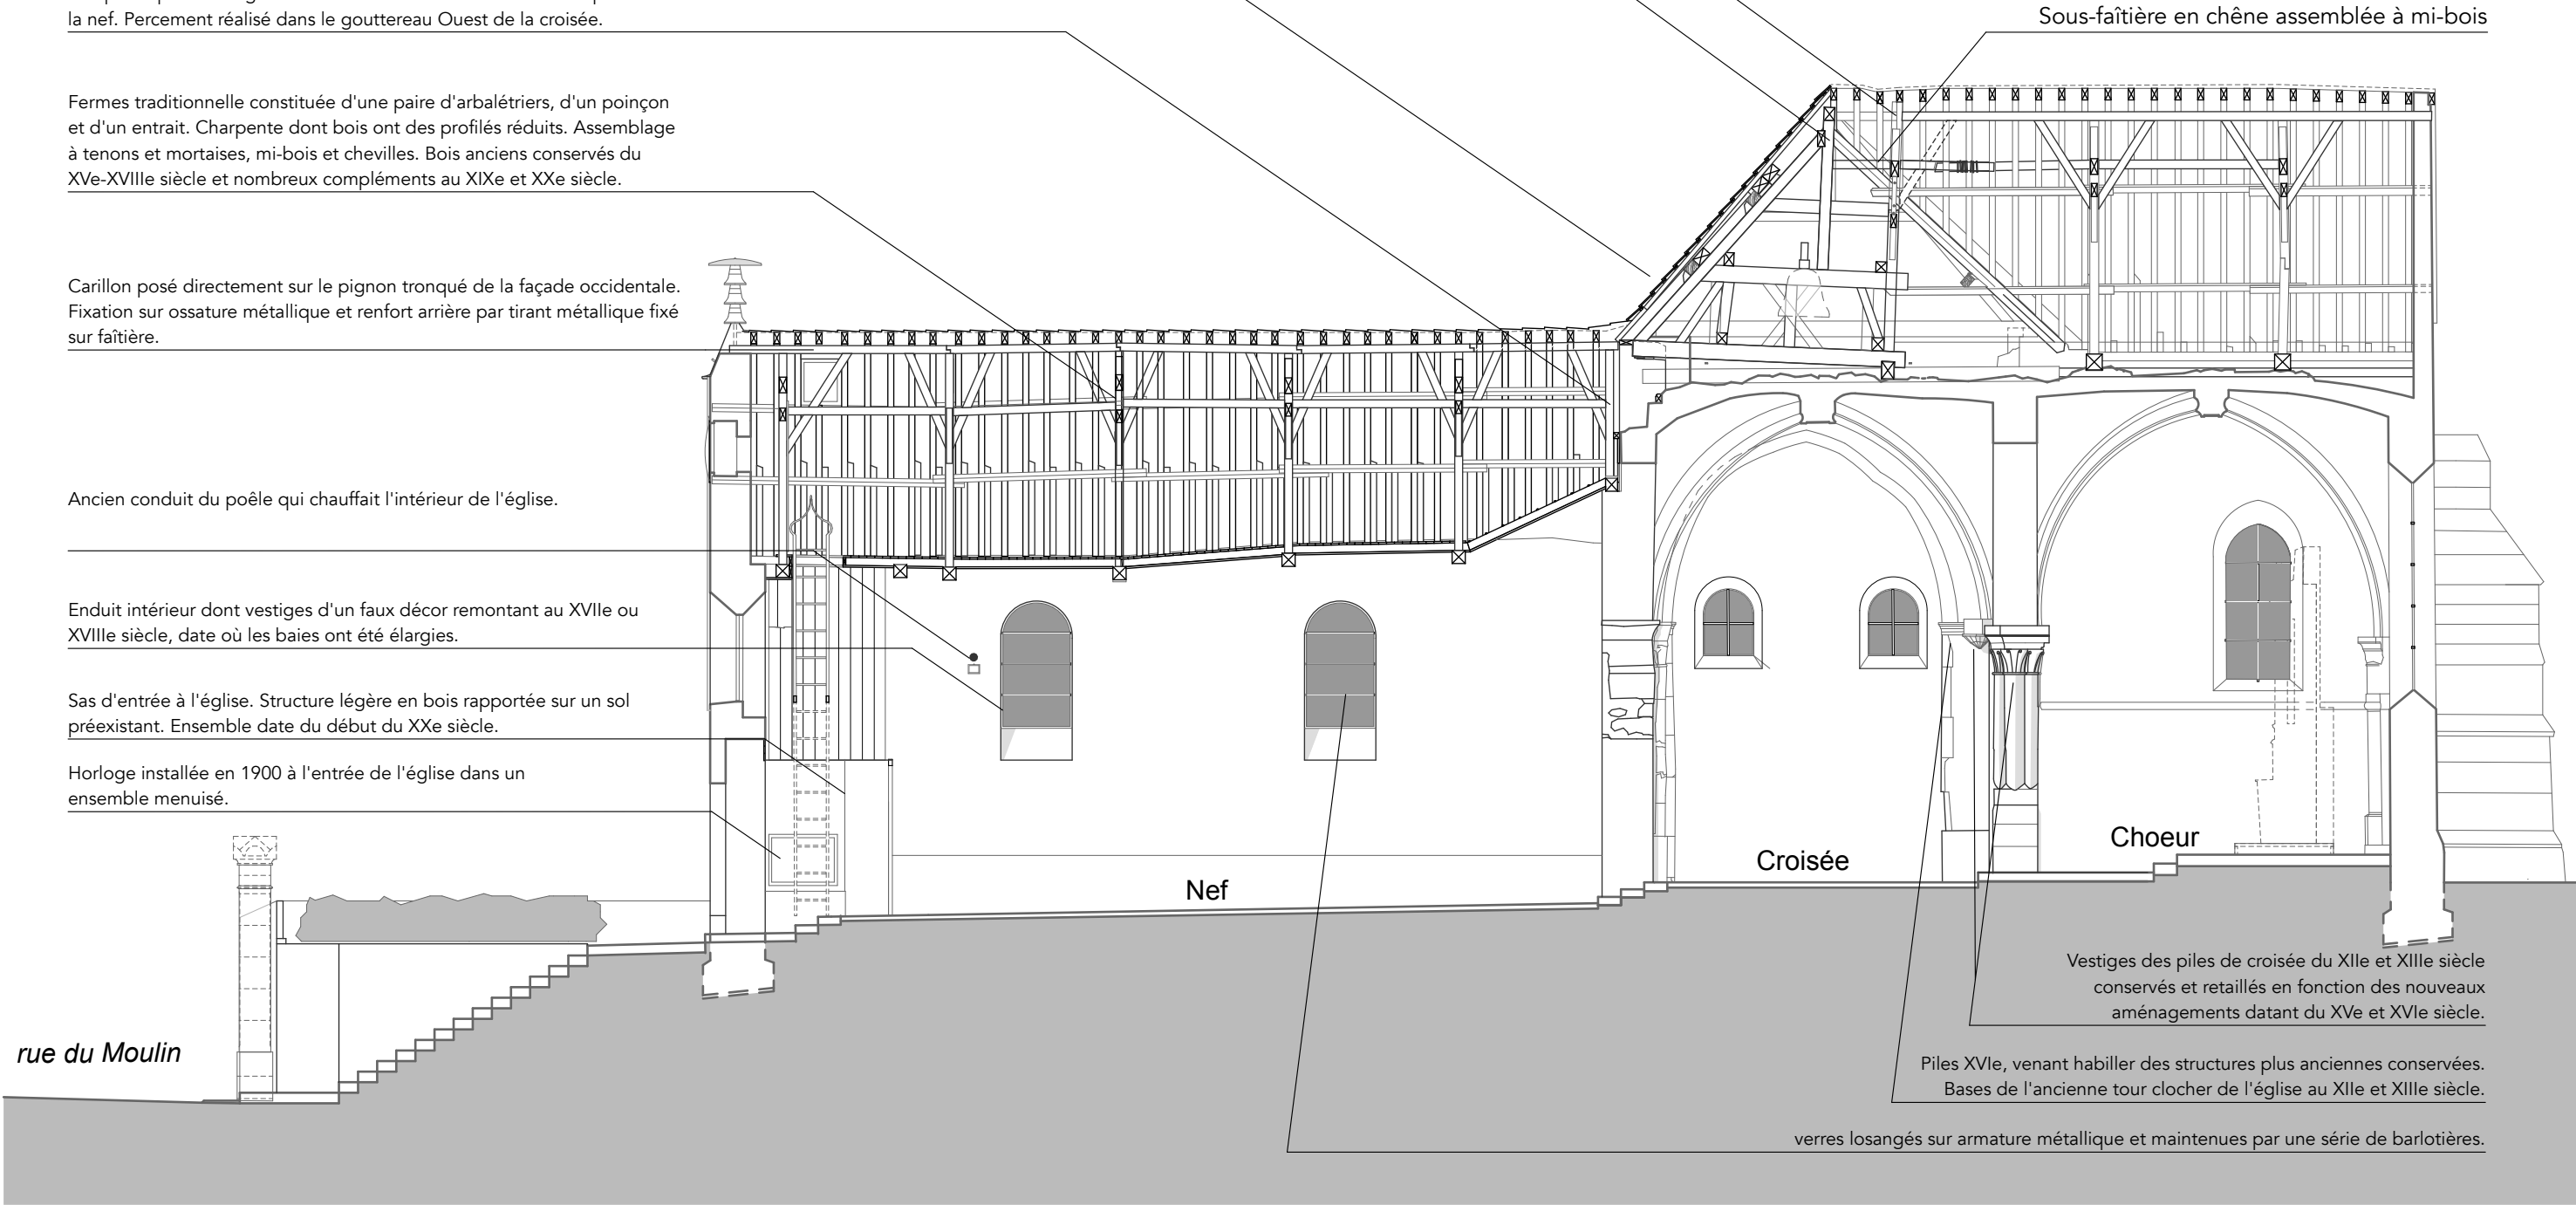 la nef. Percement réalisé dans le gouttereau Ouest de la croisée.
Sous-faîtière en chêne assemblée à mi-bois
Fermes traditionnelle constituée d'une paire d'arbalétriers, d'un poinçon
et d'un entrait. Charpente dont bois ont des profilés réduits. Assemblage
à tenons et mortaises, mi-bois et chevilles. Bois anciens conservés du
XVe-XVIIIe siècle et nombreux compléments au XIXe et XXe siècle.
Carillon posé directement sur le pignon tronqué de la façade occidentale.
Fixation sur ossature métallique et renfort arrière par tirant métallique fixé
sur faîtière.
Ancien conduit du poêle qui chauffait l'intérieur de l'église.
Enduit intérieur dont vestiges d'un faux décor remontant au XVIIe ou
XVIIIe siècle, date où les baies ont été élargies.
Sas d'entrée à l'église. Structure légère en bois rapportée sur un sol
préexistant. Ensemble date du début du XXe siècle.
Horloge installée en 1900 à l'entrée de l'église dans un
ensemble menuisé.
Nef
Croisée
Choeur
rue du Moulin
Vestiges des piles de croisée du XIIe et XIIIe siècle
conservés et retaillés en fonction des nouveaux
aménagements datant du XVe et XVIe siècle.
Piles XVIe, venant habiller des structures plus anciennes conservées.
Bases de l'ancienne tour clocher de l'église au XIIe et XIIIe siècle.
verres losangés sur armature métallique et maintenues par une série de barlotières.